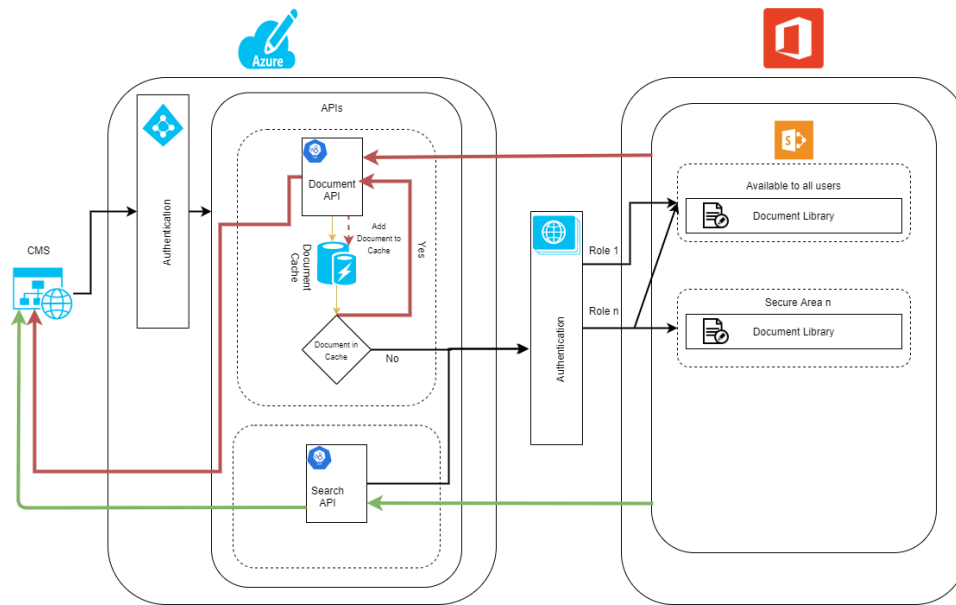 Azure
APIs
Authentication
Document
API
Add
Document to
Cache
Yes
Document
Cache
Document in
Cache
No
CMS
Search
API
Authentication
Role 1
Role n
S
Available to all users
Document Library
Secure Area n
Document Library